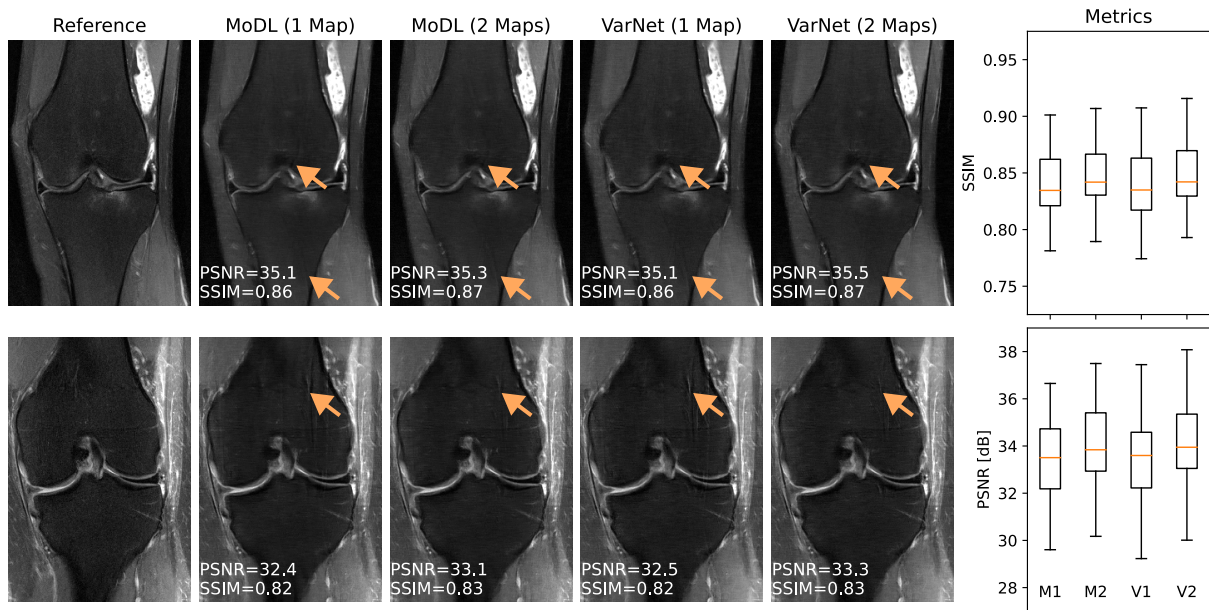 Reference
MoDL (1 Map)
MoDL (2 Maps)
VarNet (1 Map)
VarNet (2 Maps)
Metrics
PSNR=35.1
SSIM=0.86
PSNR=35.3
SSIM=0.87
PSNR=35.1
SSIM=0.86
PSNR=35.5
SSIM=0.87
SSIM
0.95
0.90
0.85
0.80
0.75
PSNR=32.4
SSIM=0.82
PSNR=33.1
SSIM=0.83
PSNR=32.5
SSIM=0.82
PSNR=33.3
SSIM=0.83
PSNR [dB]
38
36
34
32
30
28
M1
M2
V1
V2